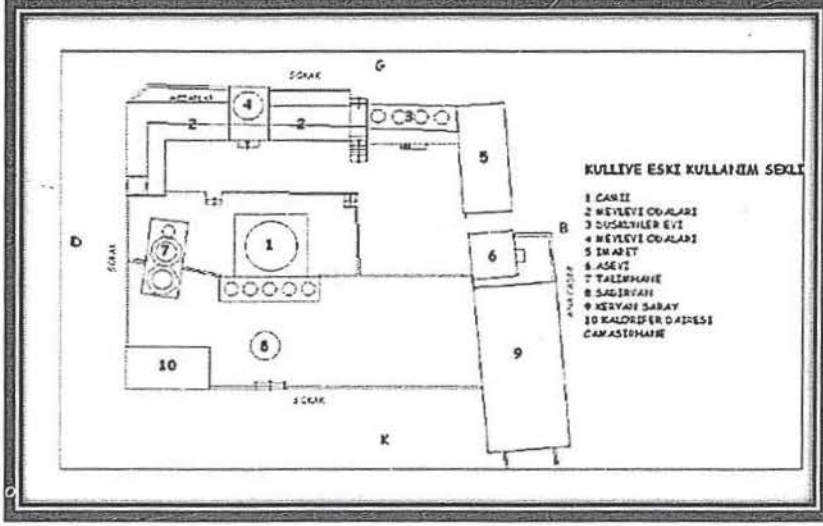 G
SOKAK
4
2
2
3
5
KULLIYE ESKI KULLANIM SEKLI
1 CAMII
2 MEVLEVI ODALARI
3 DUSKUNLER EVI
4 MEVLEVI ODALARI
5 IMARET
6 ASEVI
7 TALIMHANE
8 SADIRVAN
9 KERVAN SARAY
10 KALORIFER DAIRESI
CAMASIRHANE
D
SOKAK
7
1
B
6
8
10
9
SOKAK
K